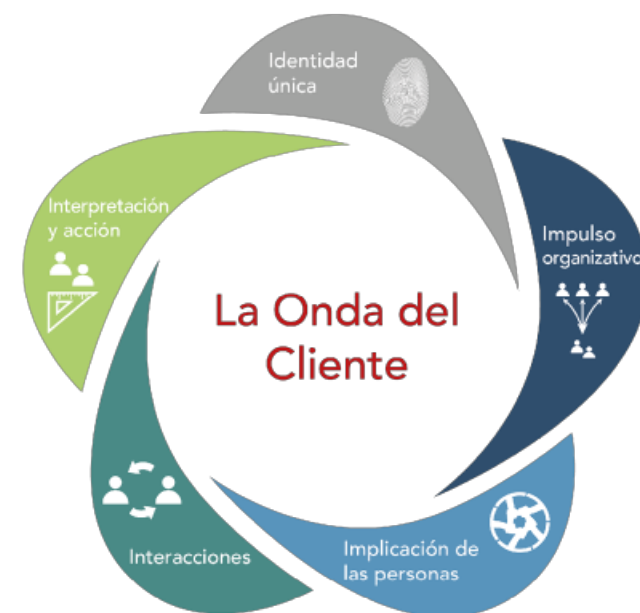 Identidad
única
Impulso
organizativo
Implicación de
las personas
Interacciones
Interpretación
y acción
La Onda del
Cliente